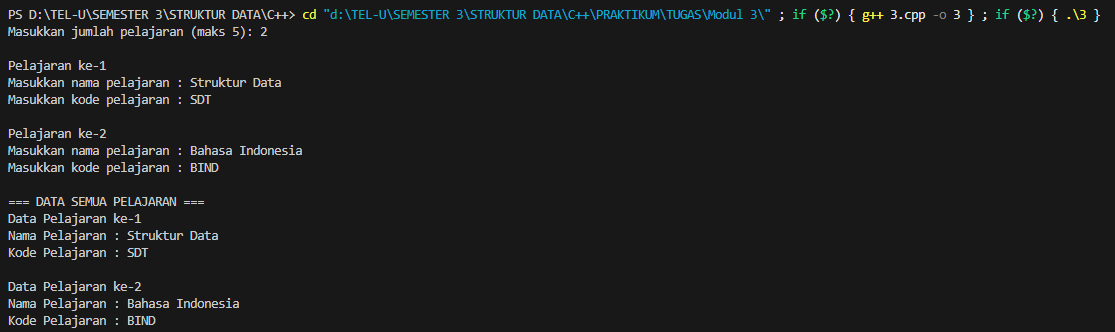 PS D:\TEL-U\SEMESTER 3\STRUKTUR DATA\C++> cd "d:\TEL-U\SEMESTER 3\STRUKTUR DATA\C++\PRAKTIKUM\TUGAS\Modul 3\" ; if ($?) { g++ 3.cpp -o 3 } ; if ($?) { .\3 }
Masukkan jumlah pelajaran (maks 5): 2
Pelajaran ke-1
Masukkan nama pelajaran : Struktur Data
Masukkan kode pelajaran : SDT
Pelajaran ke-2
Masukkan nama pelajaran : Bahasa Indonesia
Masukkan kode pelajaran : BIND
=== DATA SEMUA PELAJARAN ===
Data Pelajaran ke-1
Nama Pelajaran : Struktur Data
Kode Pelajaran : SDT
Data Pelajaran ke-2
Nama Pelajaran : Bahasa Indonesia
Kode Pelajaran : BIND